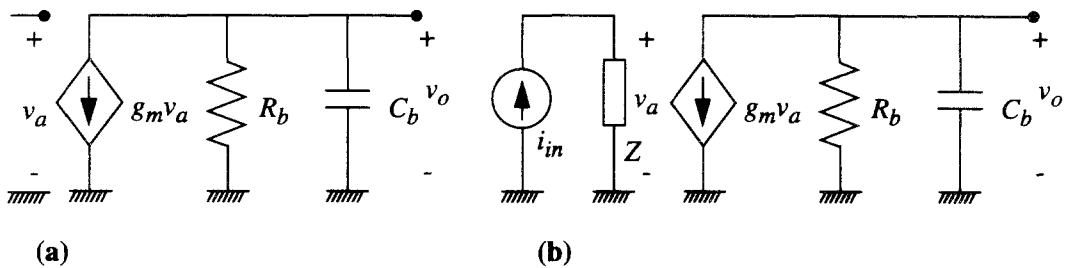 + v_a - g_m v_a R_b C_b + v_o -
i_in Z + v_a - g_m v_a R_b C_b + v_o -
(a) (b)